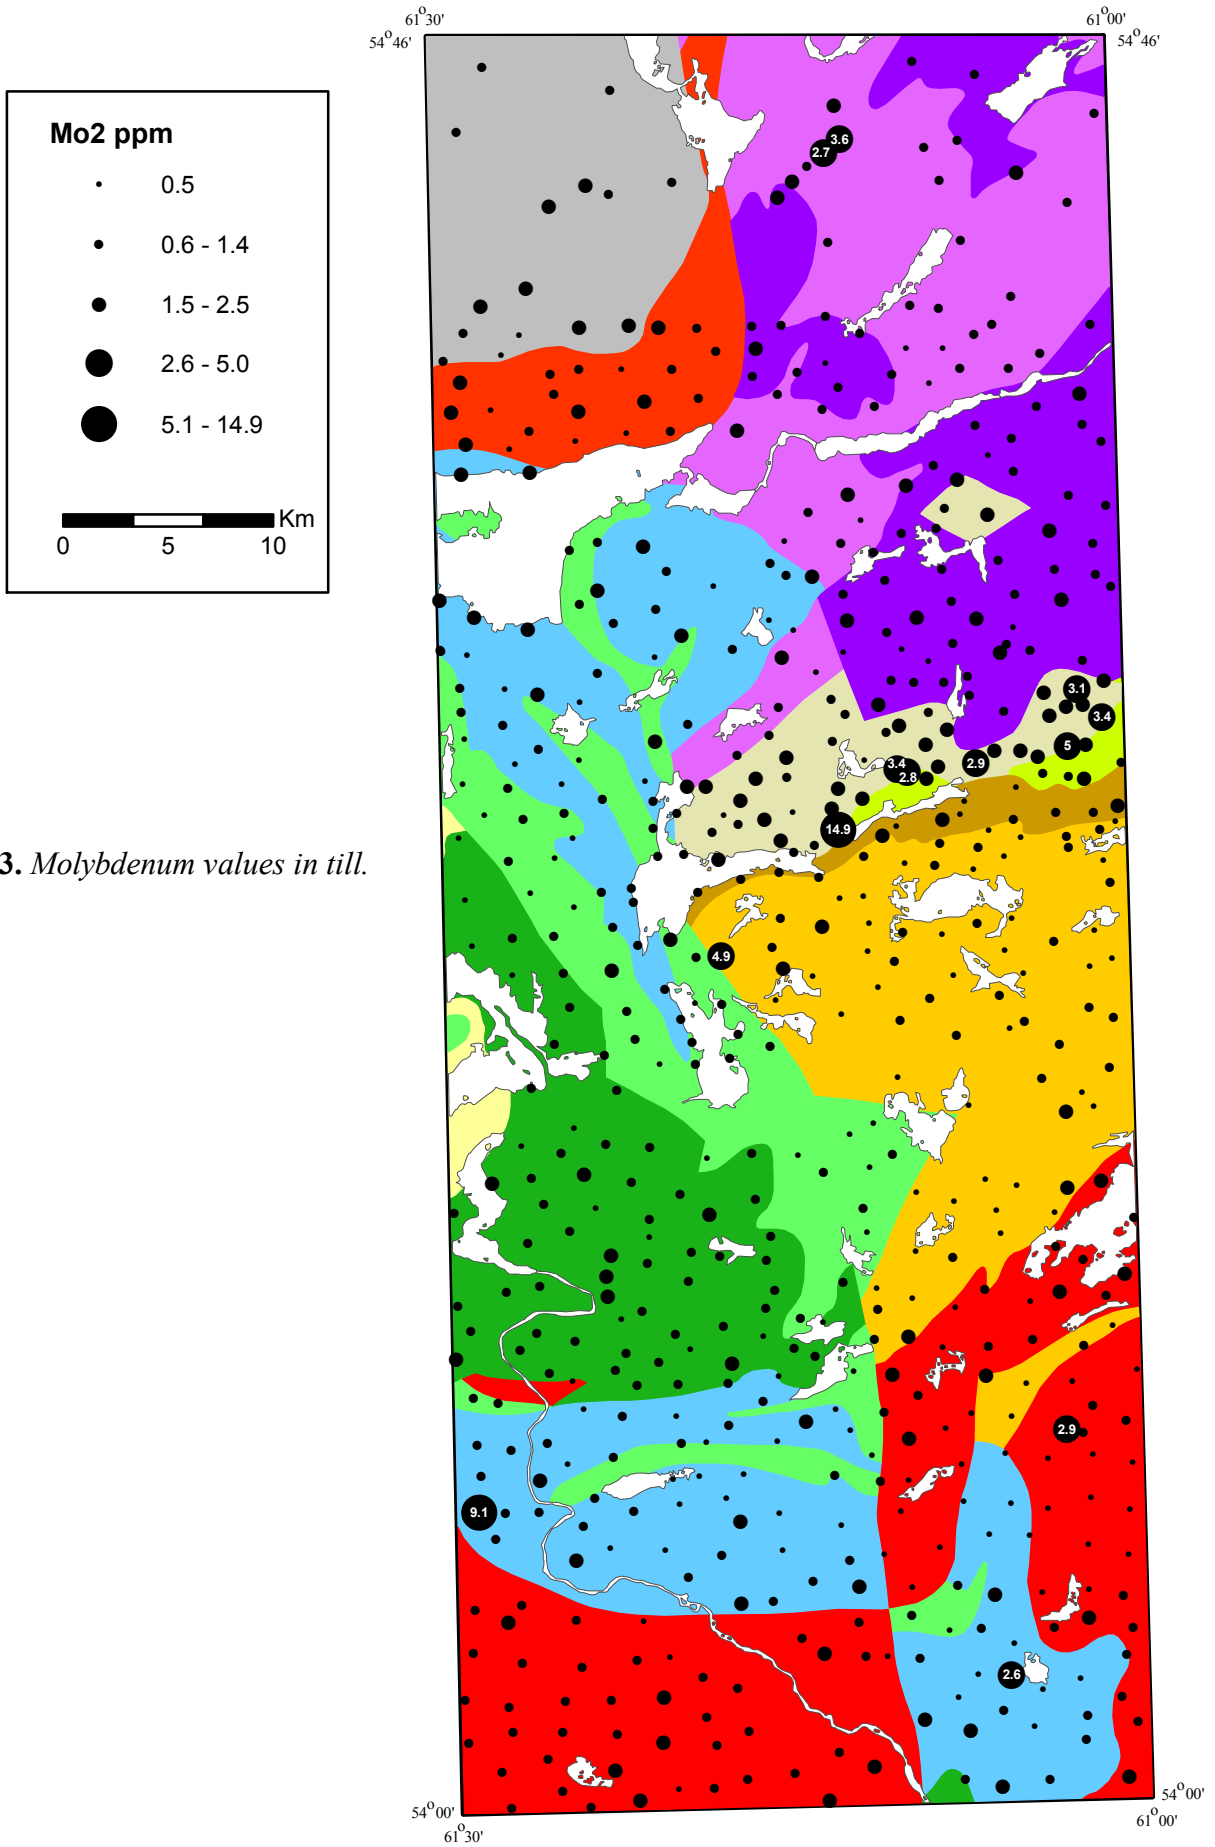 61°30'
61°00'
54°46'
54°46'
Mo2 ppm
0.5
0.6 - 1.4
1.5 - 2.5
2.6 - 5.0
5.1 - 14.9
Km
0 5 10
3.6
2.7
3.1
3.4
5
2.9
3.4
2.8
14.9
3. Molybdenum values in till.
4.9
2.9
9.1
2.6
54°00'
54°00'
61°30'
61°00'